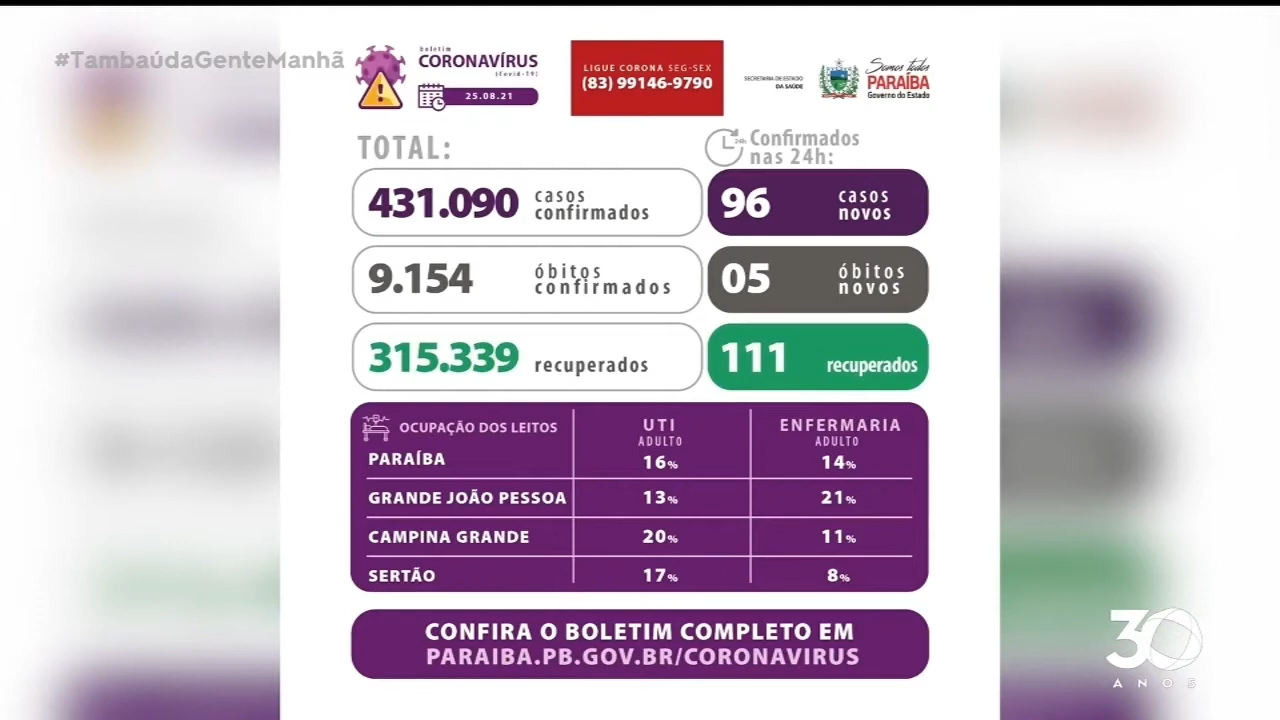 #TambaúdaGenteManhã
boletim
CORONAVÍRUS
(Covid-19)
25.08.21
LIGUE CORONA SEG-SEX
(83) 99146-9790
SECRETARIA DE ESTADO
DA SAÚDE
Somos todos
PARAÍBA
Governo do Estado
TOTAL:
24h
Confirmados
nas 24h:
431.090 casos confirmados
96 casos novos
9.154 óbitos confirmados
05 óbitos novos
315.339 recuperados
111 recuperados
OCUPAÇÃO DOS LEITOS
UTI
ADULTO
ENFERMARIA
ADULTO
PARAÍBA 16% 14%
GRANDE JOÃO PESSOA 13% 21%
CAMPINA GRANDE 20% 11%
SERTÃO 17% 8%
CONFIRA O BOLETIM COMPLETO EM
PARAIBA.PB.GOV.BR/CORONAVIRUS
30
ANOS